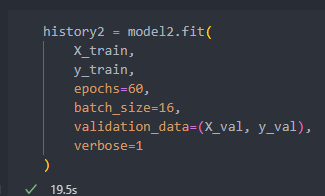 history2 = model2.fit(
    X_train,
    y_train,
    epochs=60,
    batch_size=16,
    validation_data=(X_val, y_val),
    verbose=1
)
✓ 19.5s